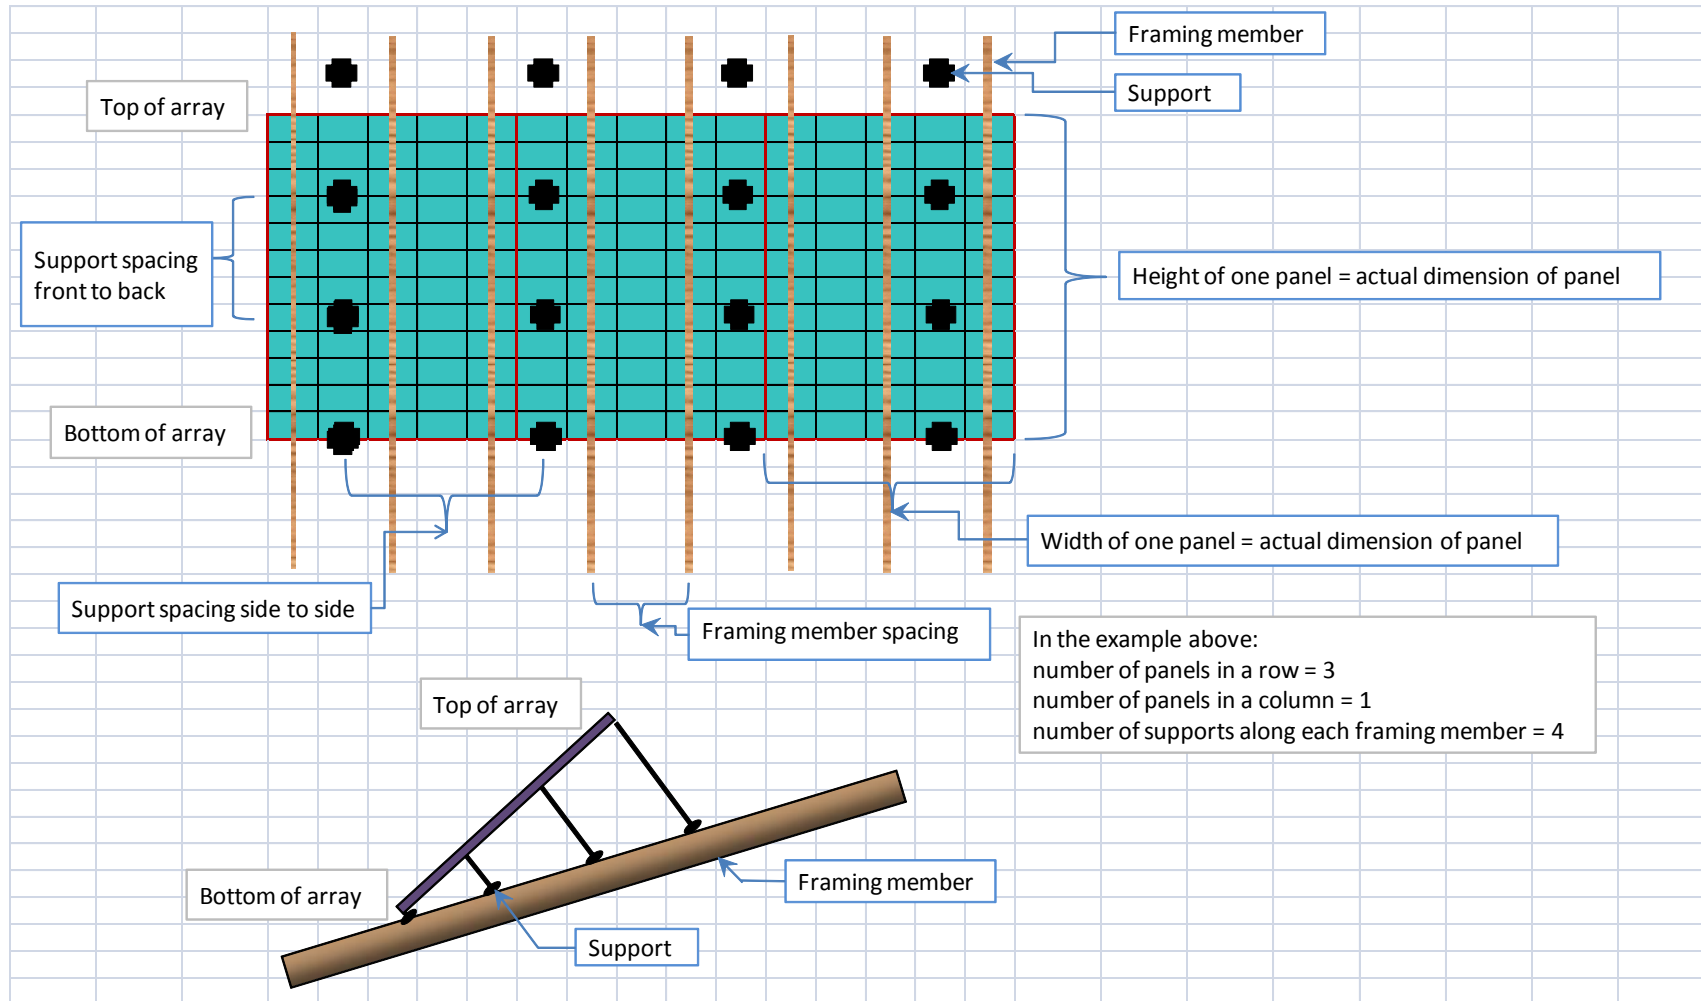 Framing member
Support
Top of array
Support spacing
front to back
Height of one panel = actual dimension of panel
Bottom of array
Width of one panel = actual dimension of panel
Support spacing side to side
Framing member spacing
In the example above:
number of panels in a row = 3
number of panels in a column = 1
number of supports along each framing member = 4
Top of array
Bottom of array
Framing member
Support